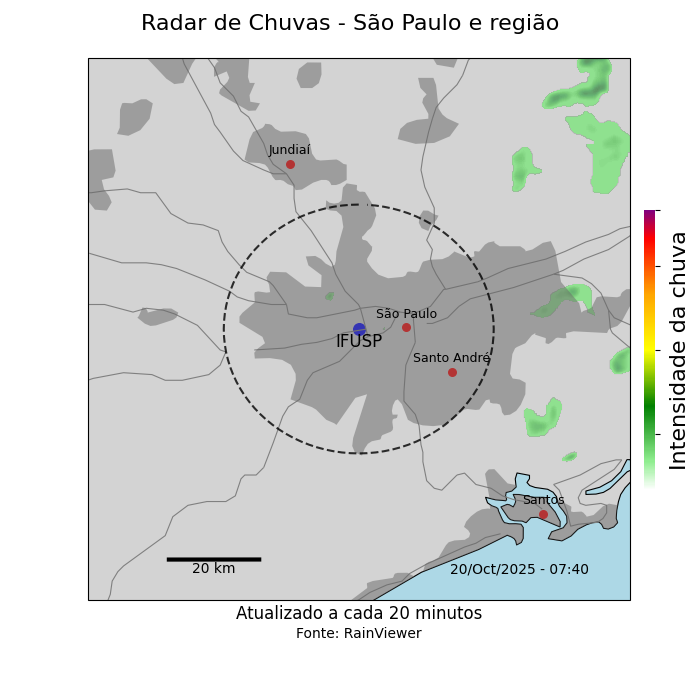 Radar de Chuvas - São Paulo e região
Jundiaí
São Paulo
IFUSP
Santo André
Intensidade da chuva
Santos
20 km
20/Oct/2025 - 07:40
Atualizado a cada 20 minutos
Fonte: RainViewer